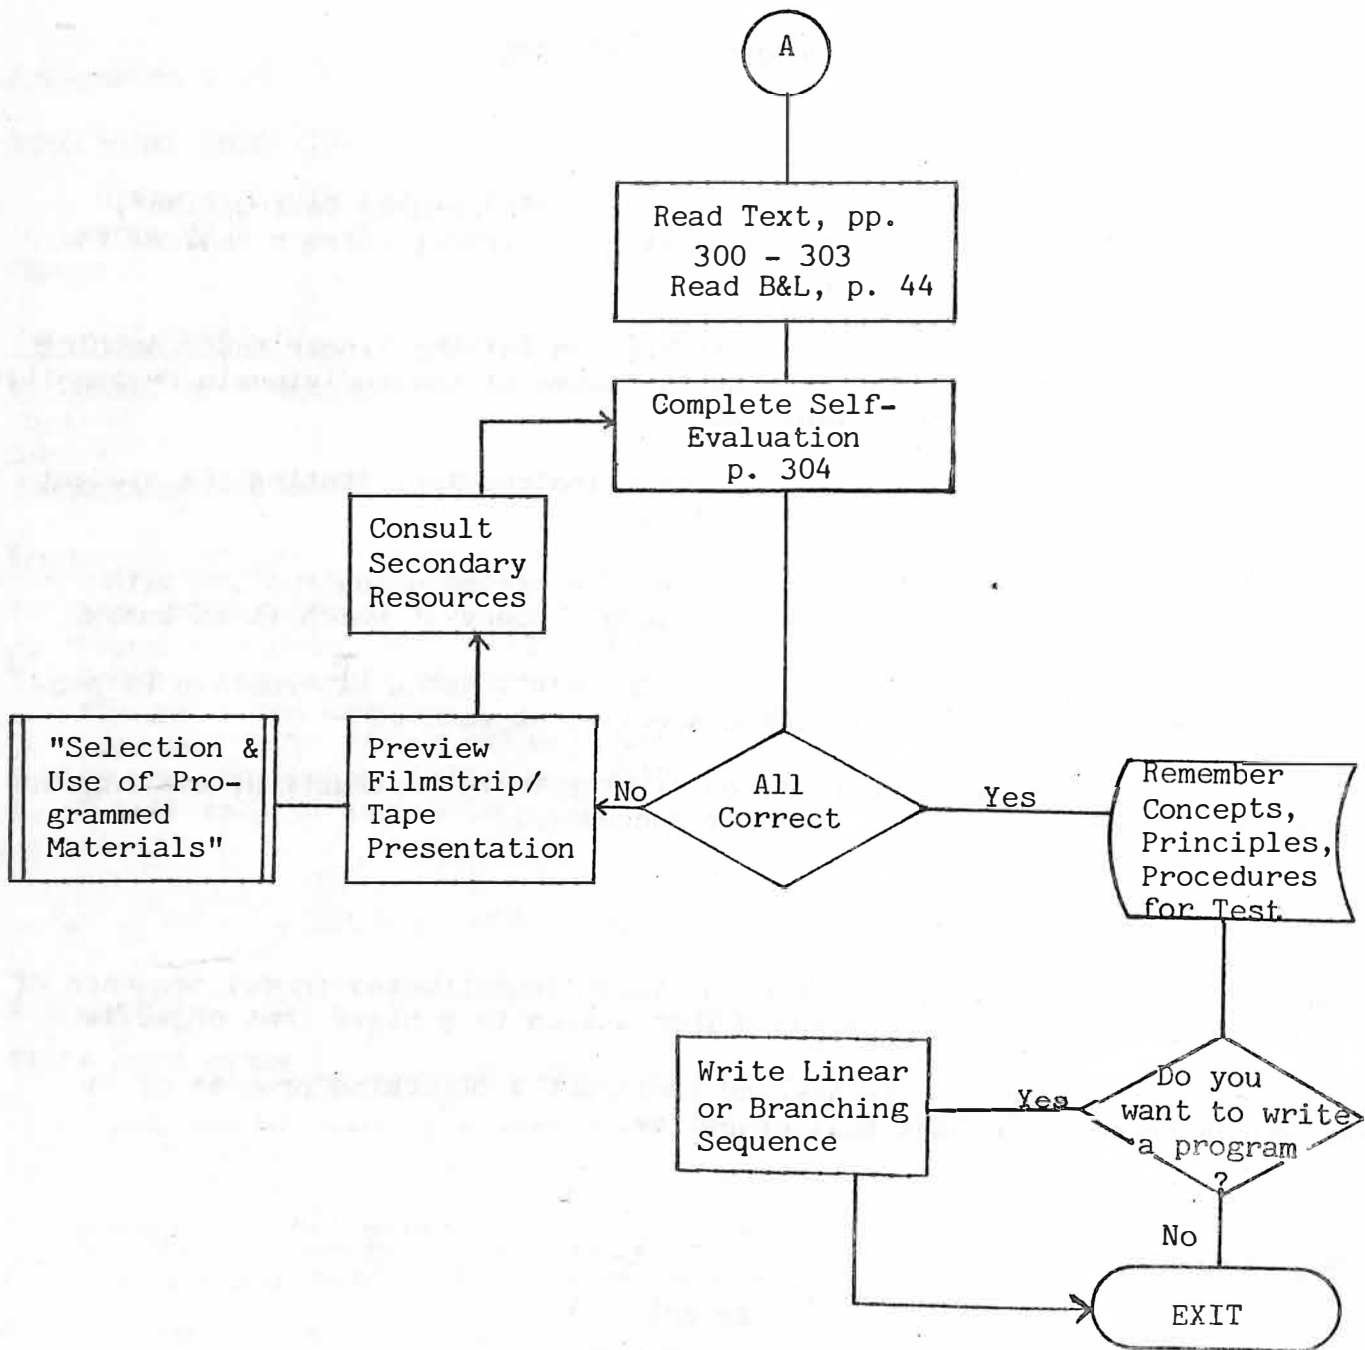 A
Read Text, pp.
300 - 303
Read B&L, p. 44
Complete Self-
Evaluation
p. 304
Consult
Secondary
Resources
"Selection &
Use of Pro-
grammed
Materials"
Preview
Filmstrip/
Tape
Presentation
No
All
Correct
Yes
Remember
Concepts,
Principles,
Procedures
for Test
Do you
want to write
a program
?
Yes
Write Linear
or Branching
Sequence
No
EXIT